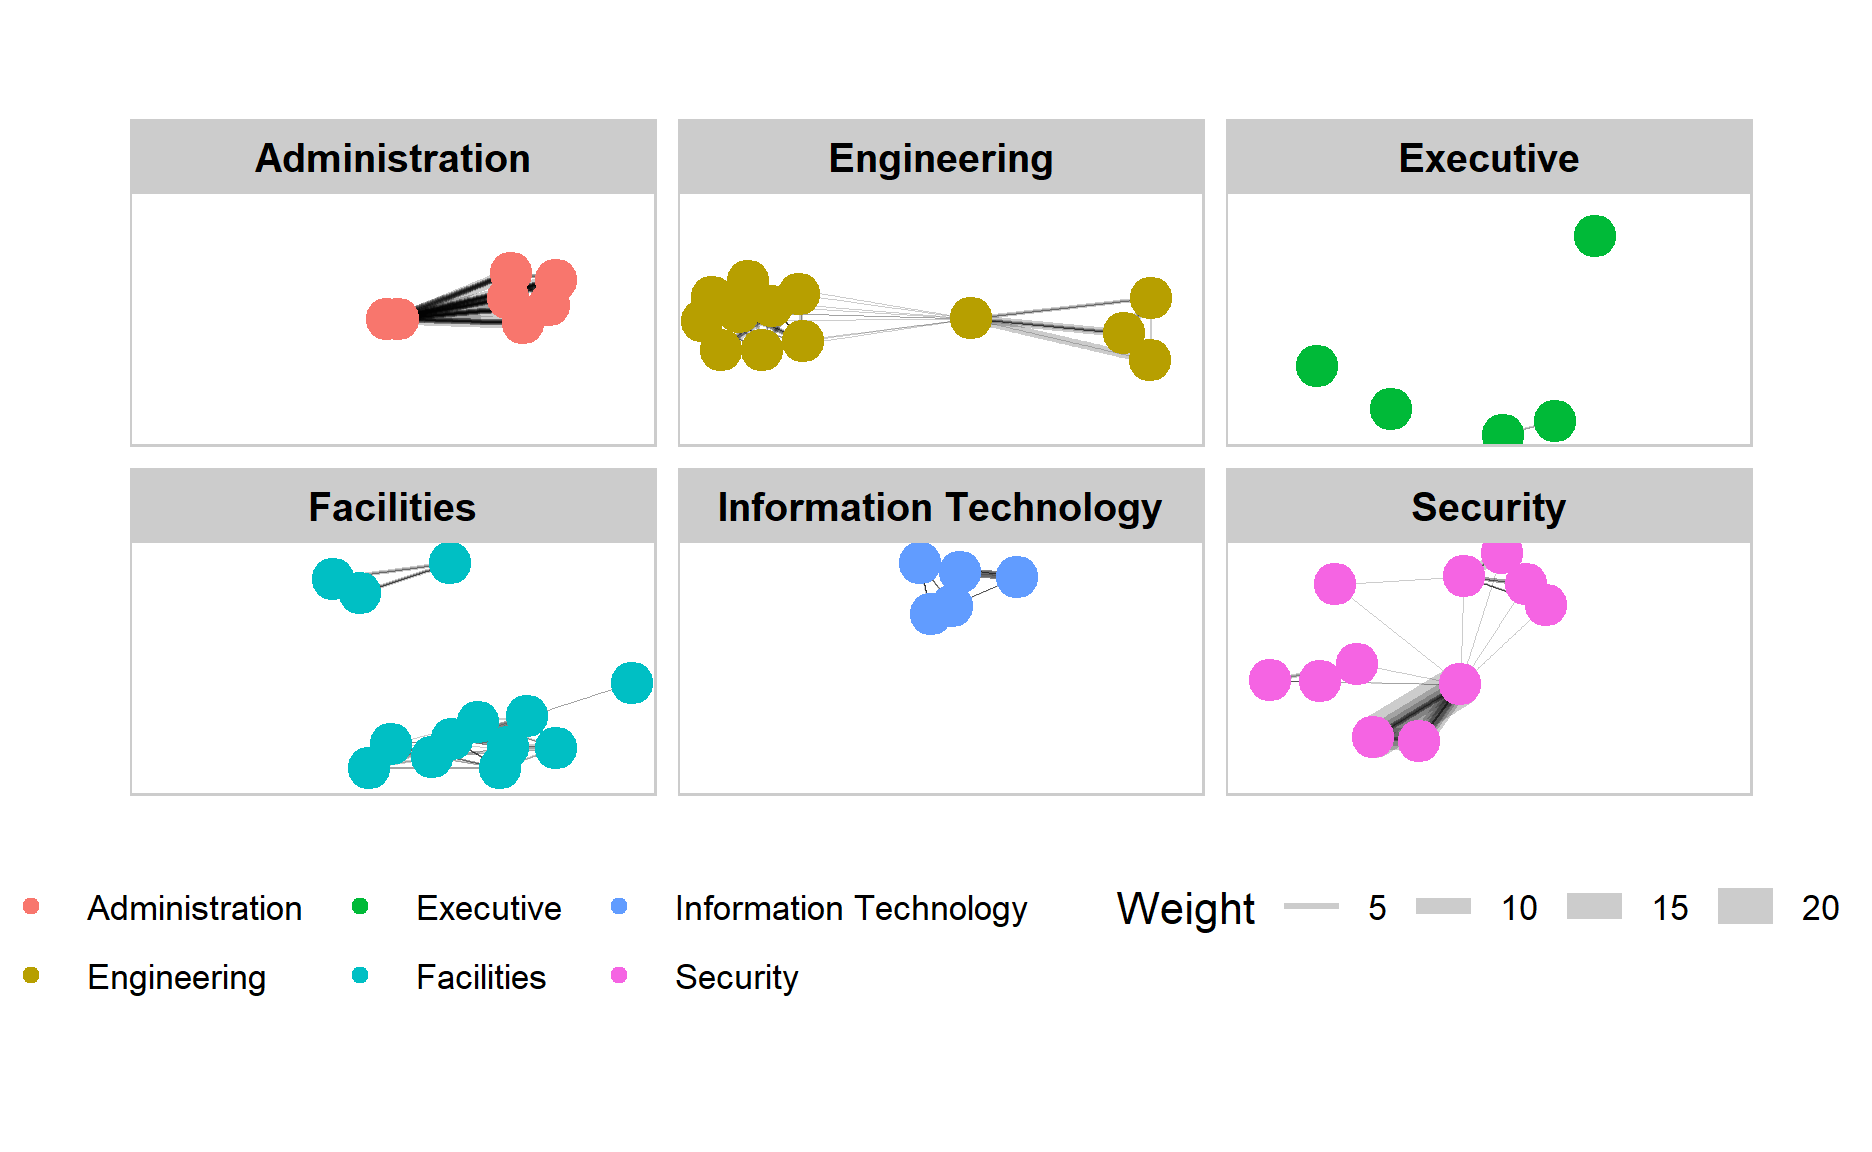 Administration
Engineering
Executive
Facilities
Information Technology
Security
Administration Executive Information Technology Weight 5 10 15 20
Engineering Facilities Security